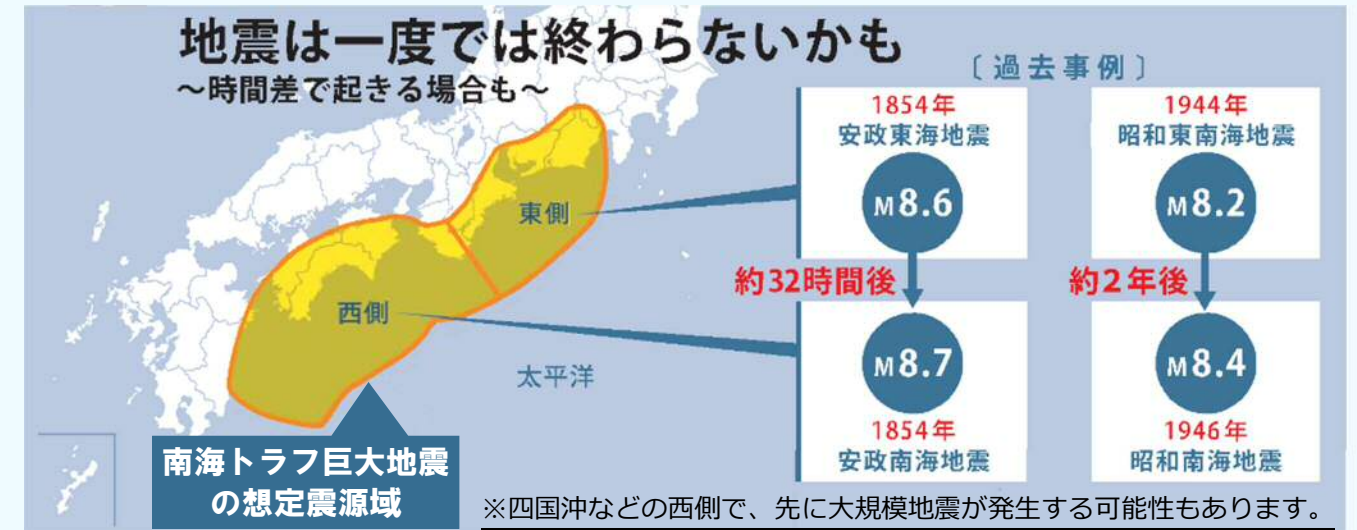 地震は一度では終わらないかも
~時間差で起きる場合も~
〔過去事例〕
1854年
安政東海地震
M8.6
約32時間後
M8.7
1854年
安政南海地震
1944年
昭和東南海地震
M8.2
約2年後
M8.4
1946年
昭和南海地震
東側
西側
太平洋
南海トラフ巨大地震
の想定震源域
※四国沖などの西側で、先に大規模地震が発生する可能性もあります。